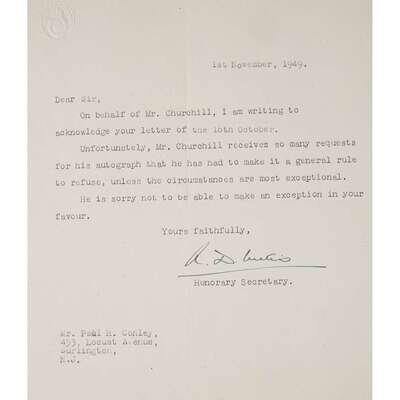 1st November, 1949.
Dear Sir,
On behalf of Mr. Churchill, I am writing to
acknowledge your letter of the 10th October.
Unfortunately, Mr. Churchill receives so many requests
for his autograph that he has had to make it a general rule
to refuse, unless the circumstances are most exceptional.
He is sorry not to be able to make an exception in your
favour.
Yours faithfully,
Honorary Secretary.
Mr. Paul H. Conley,
453, Locust Avenue,
Burlington,